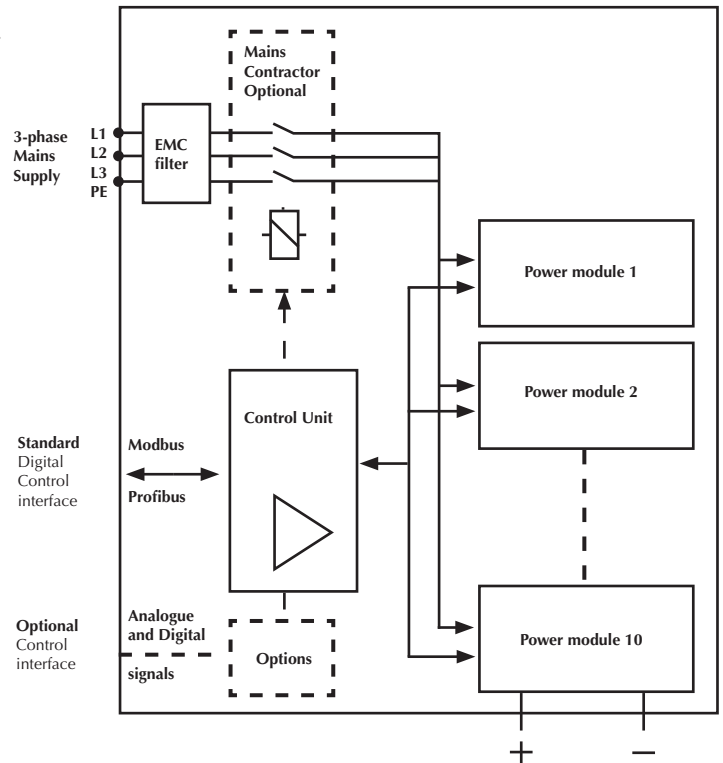 Mains
Contractor
Optional
3-phase
Mains
Supply
L1
L2
L3
PE
EMC
filter
Power module 1
Power module 2
Control Unit
Standard
Digital
Control
interface
Modbus
Profibus
Power module 10
Optional
Control
interface
Analogue
and Digital
signals
Options
+
–